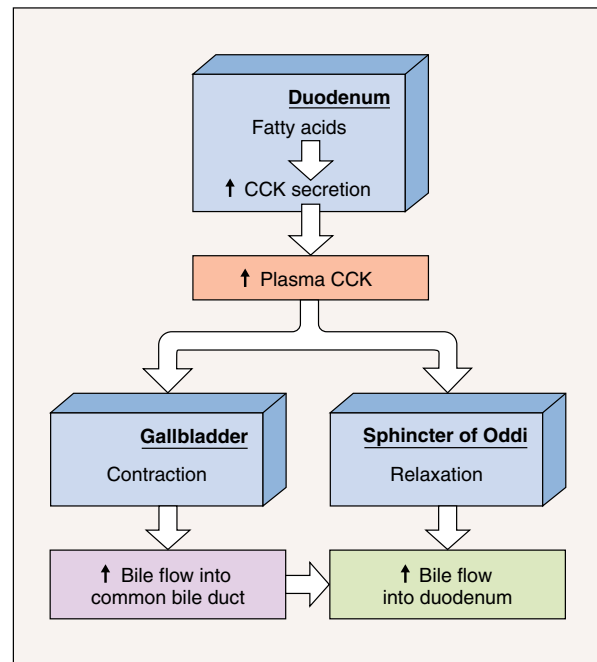 Duodenum
Fatty acids
↑ CCK secretion
↑ Plasma CCK
Gallbladder
Contraction
Sphincter of Oddi
Relaxation
↑ Bile flow into
common bile duct
↑ Bile flow
into duodenum